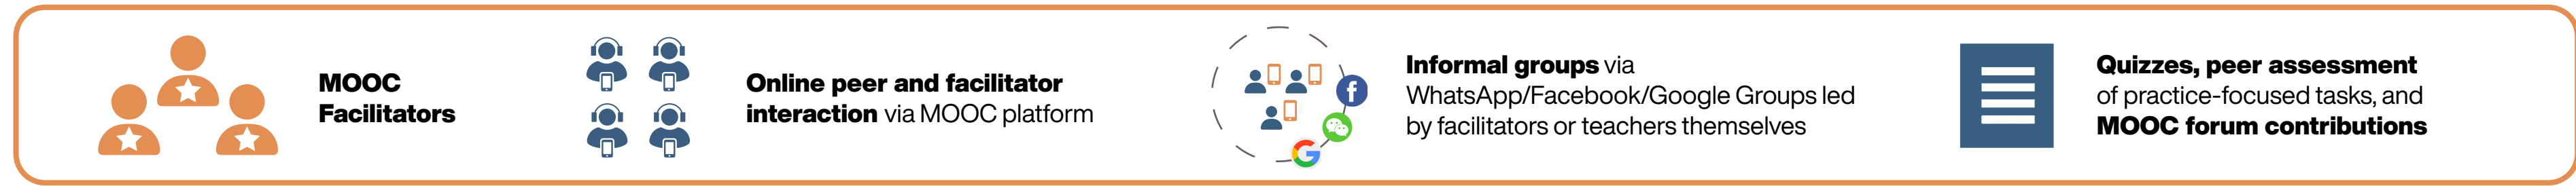 MOOC
Facilitators
Online peer and facilitator
interaction via MOOC platform
Informal groups via
WhatsApp/Facebook/Google Groups led
by facilitators or teachers themselves
Quizzes, peer assessment
of practice-focused tasks, and
MOOC forum contributions